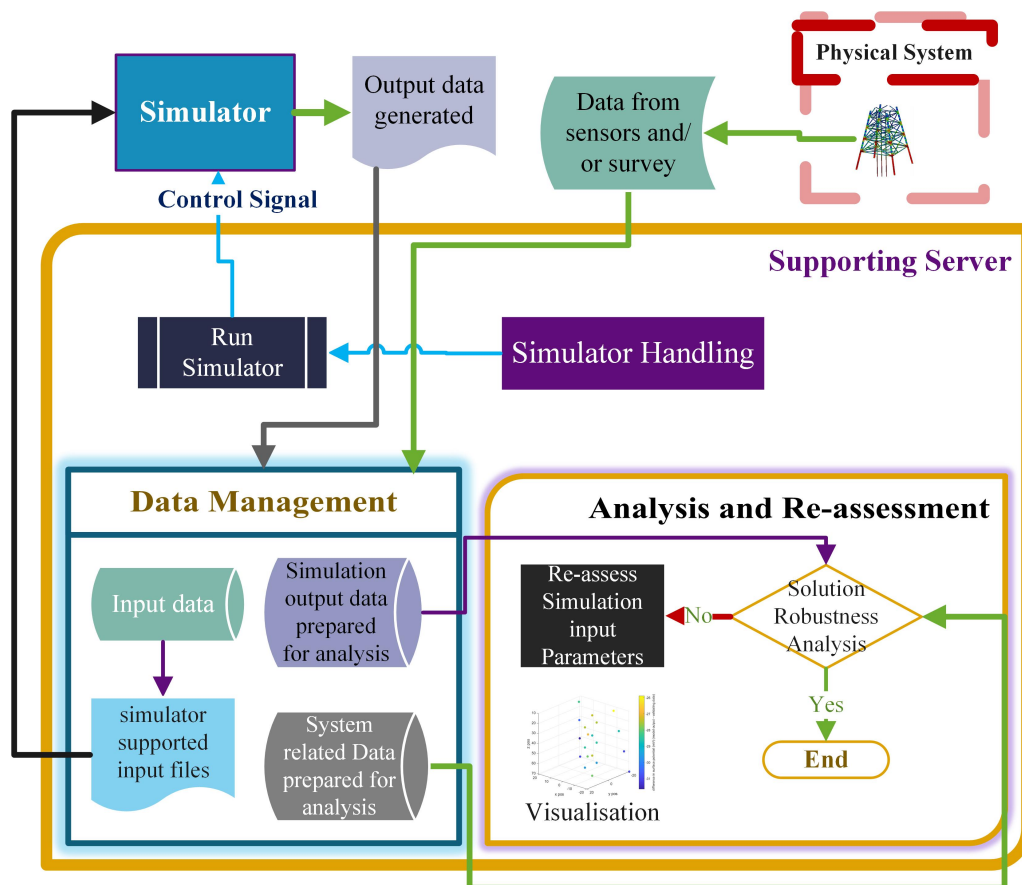 Physical System
Simulator
Output data
generated
Data from
sensors and/
or survey
Control Signal
Supporting Server
Run
Simulator
Simulator Handling
Data Management
Analysis and Re-assessment
Input data
Simulation
output data
prepared
for analysis
Re-assess
Simulation
input
Parameters
No
Solution
Robustness
Analysis
Yes
End
simulator
supported
input files
System
related Data
prepared for
analysis
Visualisation